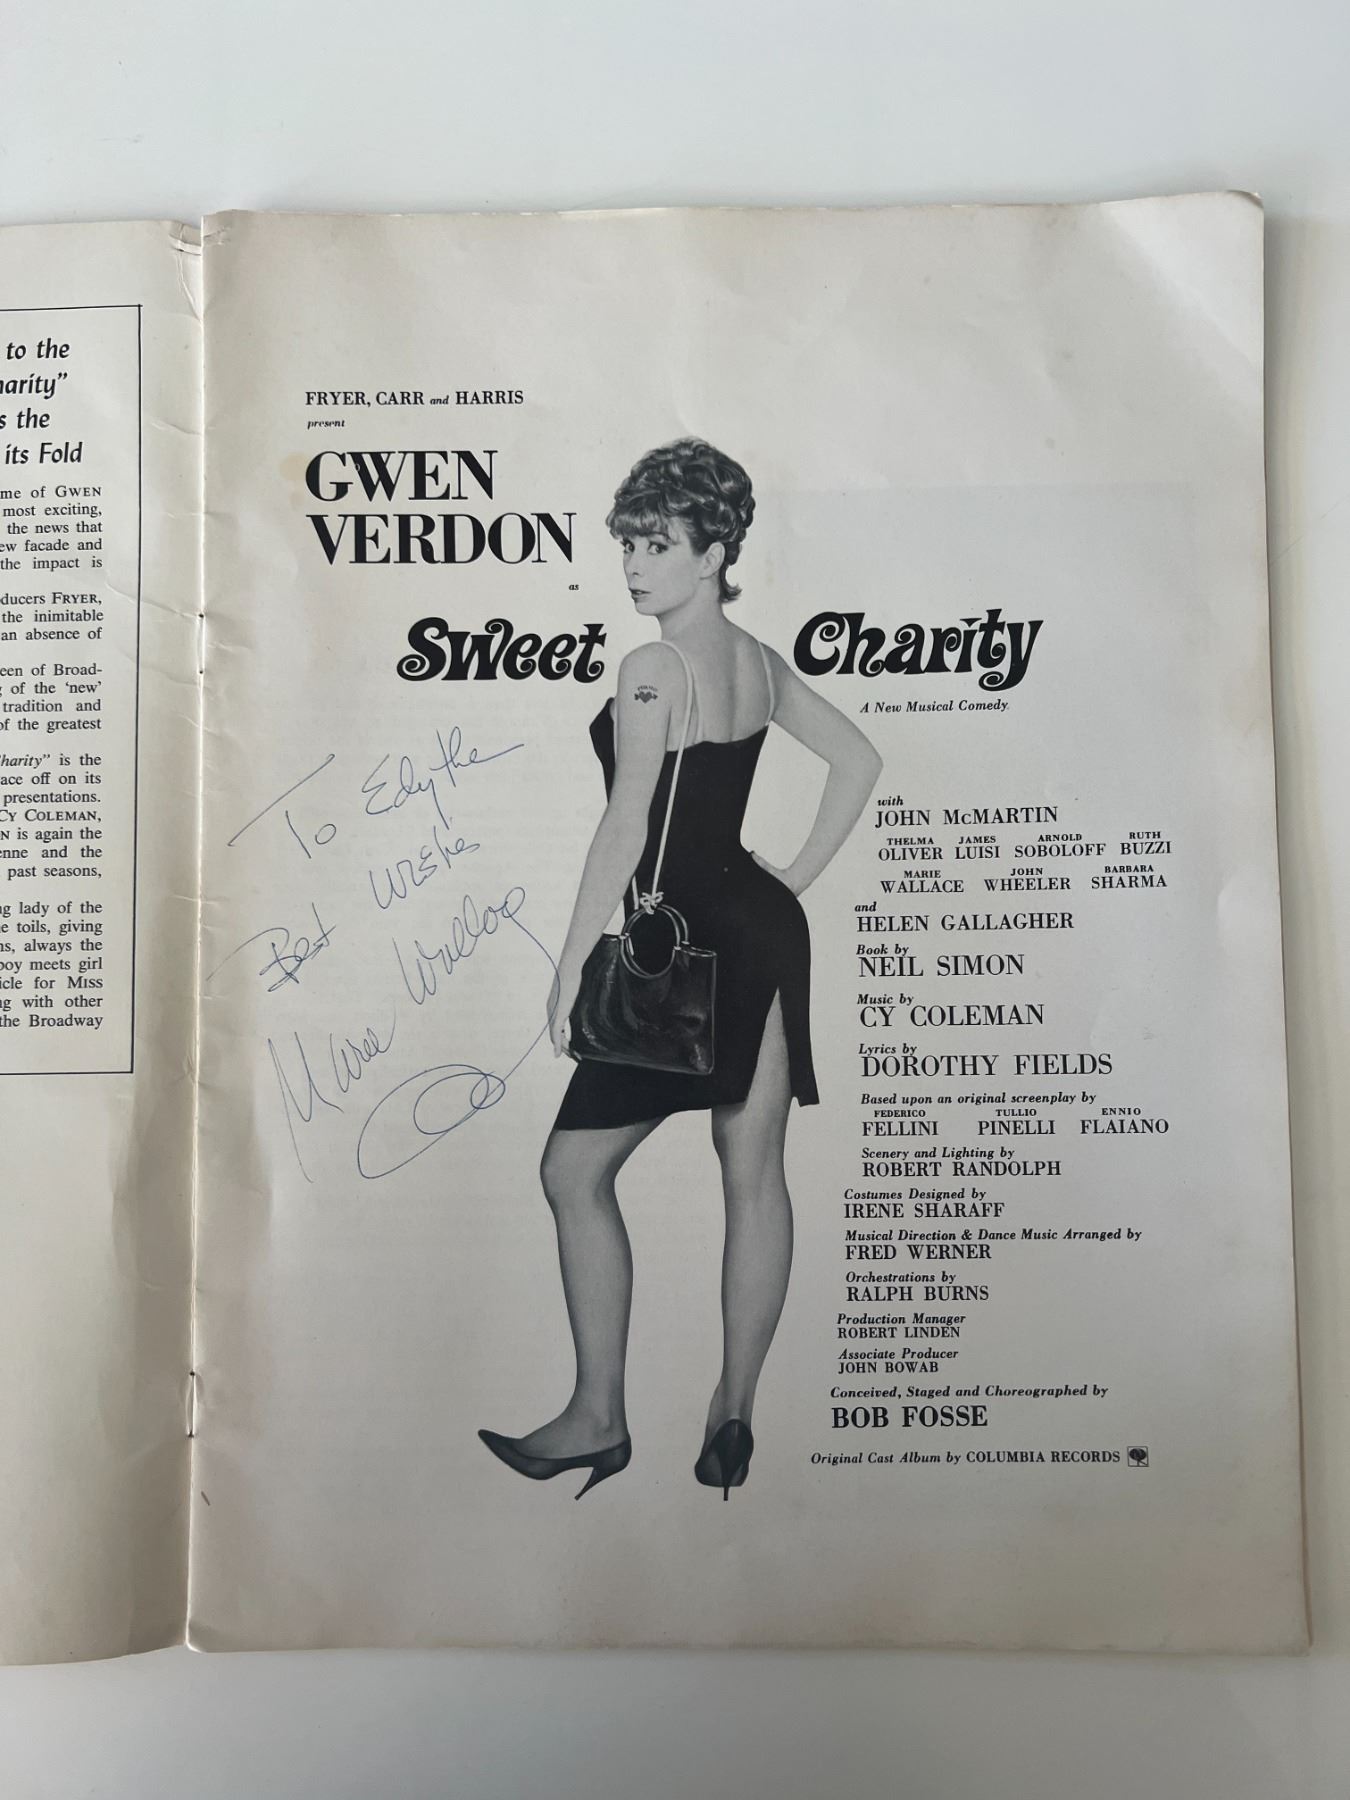 to the
harity"
s the
its Fold
me of GWEN
most exciting,
the news that
ew facade and
the impact is
ducers FRYER,
the inimitable
an absence of
een of Broad-
g of the 'new'
tradition and
of the greatest
harity" is the
ace off on its
presentations.
CY COLEMAN,
N is again the
enne and the
past seasons,
ng lady of the
e toils, giving
ns, always the
boy meets girl
icle for MISS
ng with other
the Broadway
FRYER, CARR and HARRIS
present
GWEN
VERDON
as
Sweet Charity
A New Musical Comedy
To Edythe
Best Wishes
Marie Wallace
with
JOHN McMARTIN
THELMA OLIVER JAMES LUISI ARNOLD SOBOLOFF RUTH BUZZI
MARIE WALLACE JOHN WHEELER BARBARA SHARMA
and
HELEN GALLAGHER
Book by
NEIL SIMON
Music by
CY COLEMAN
Lyrics by
DOROTHY FIELDS
Based upon an original screenplay by
FEDERICO FELLINI TULLIO PINELLI ENNIO FLAIANO
Scenery and Lighting by
ROBERT RANDOLPH
Costumes Designed by
IRENE SHARAFF
Musical Direction & Dance Music Arranged by
FRED WERNER
Orchestrations by
RALPH BURNS
Production Manager
ROBERT LINDEN
Associate Producer
JOHN BOWAB
Conceived, Staged and Choreographed by
BOB FOSSE
Original Cast Album by COLUMBIA RECORDS